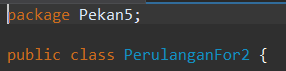 package Pekan5;
public class PerulanganFor2 {